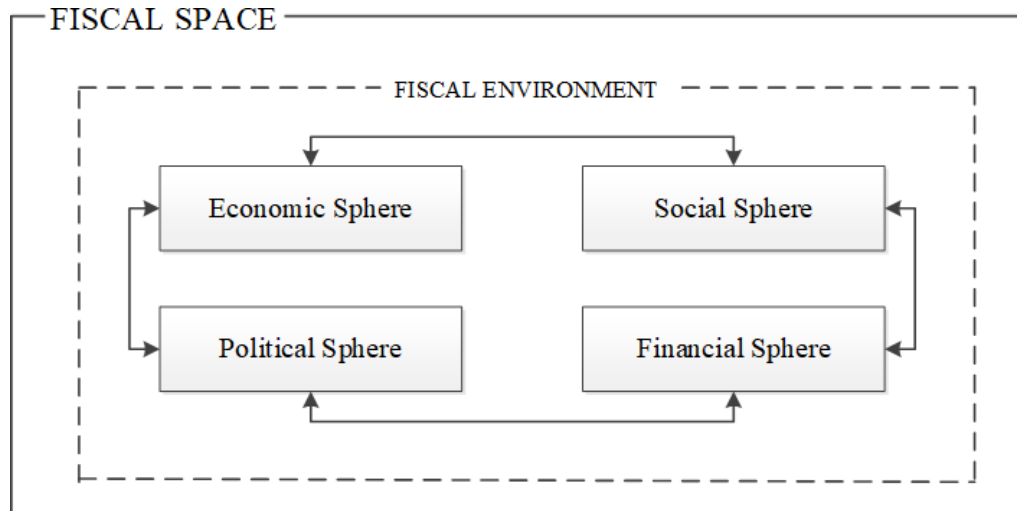 FISCAL SPACE
FISCAL ENVIRONMENT
Economic Sphere
Social Sphere
Political Sphere
Financial Sphere